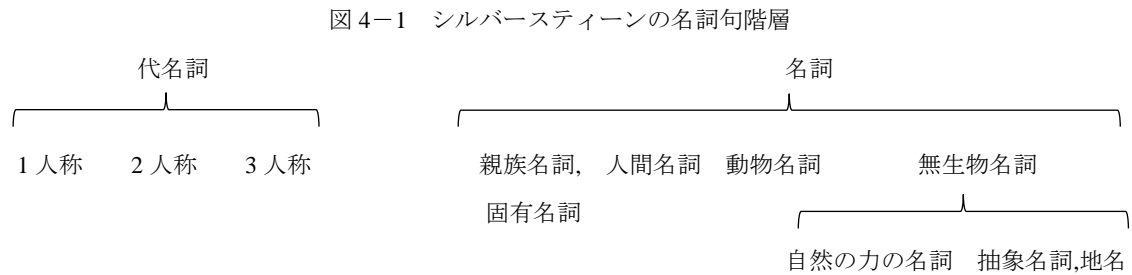 図 4－1　シルバースティーンの名詞句階層
代名詞　名詞
1 人称　2 人称　3 人称　親族名詞,　人間名詞　動物名詞　無生物名詞
固有名詞
自然の力の名詞　抽象名詞,地名